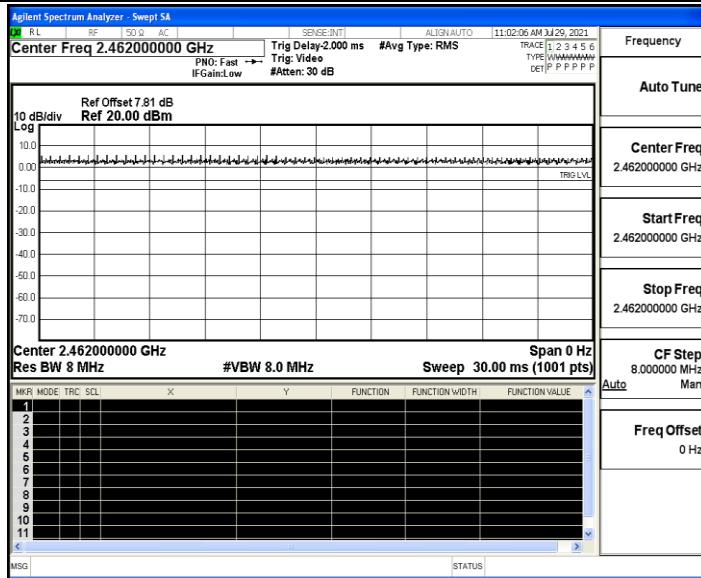 Agilent Spectrum Analyzer - Swept SA
RL RF 50 Ω AC SENSE:INT ALIGN AUTO 11:02:06 AM Jul 29, 2021
Center Freq 2.462000000 GHz
PNO: Fast
IFGain:Low
Trig Delay-2.000 ms
Trig: Video
#Atten: 30 dB
#Avg Type: RMS
TRACE 1 2 3 4 5 6
TYPE
DET P P P P P P
Ref Offset 7.81 dB
10 dB/div Ref 20.00 dBm
Log
10.0
0.00
TRIG LVL
-10.0
-20.0
-30.0
-40.0
-50.0
-60.0
-70.0
Center 2.462000000 GHz Span 0 Hz
Res BW 8 MHz #VBW 8.0 MHz Sweep 30.00 ms (1001 pts)
MKR MODE TRC SCL X Y FUNCTION FUNCTION WIDTH FUNCTION VALUE
1
2
3
4
5
6
7
8
9
10
11
MSG STATUS
Frequency
Auto Tune
Center Freq
2.462000000 GHz
Start Freq
2.462000000 GHz
Stop Freq
2.462000000 GHz
CF Step
8.000000 MHz
Auto Man
Freq Offset
0 Hz